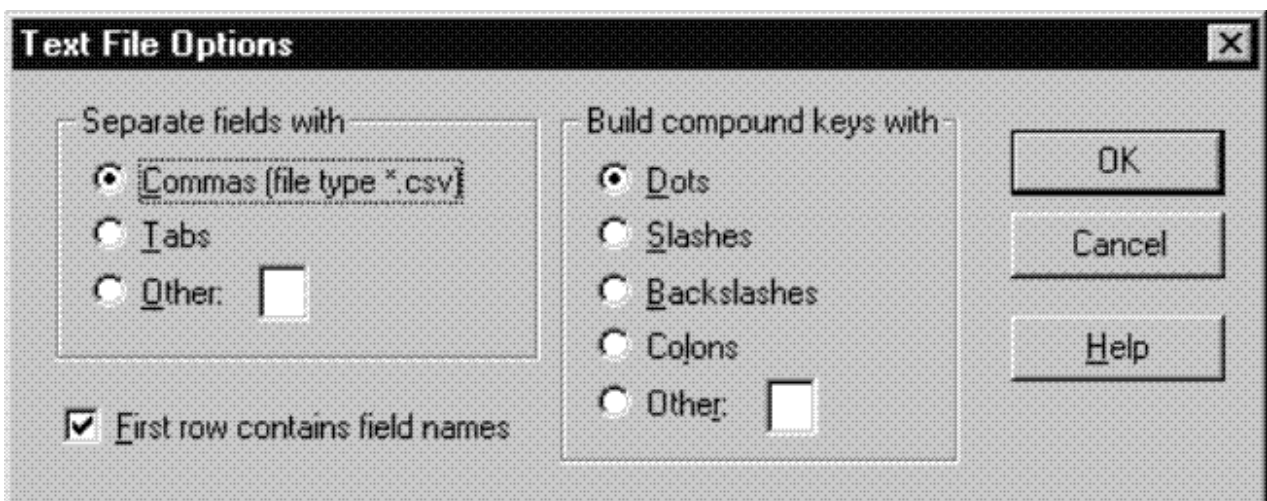 Text File Options
Separate fields with
Commas (file type *.csv)
Tabs
Other:
First row contains field names
Build compound keys with
Dots
Slashes
Backslashes
Colons
Other:
OK
Cancel
Help